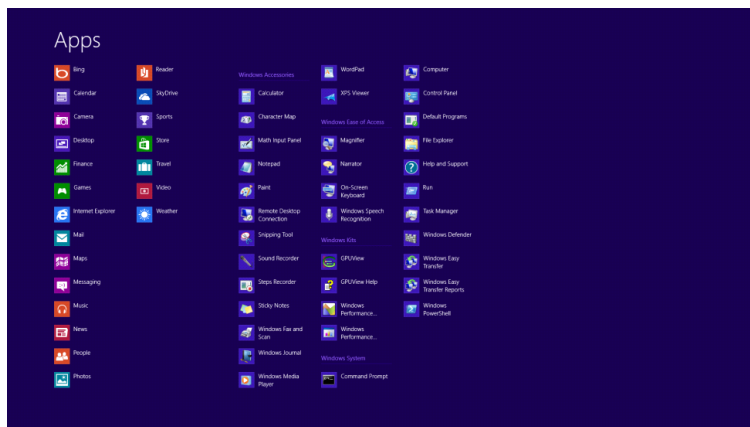 Apps
Bing
Calendar
Camera
Desktop
Finance
Games
Internet Explorer
Mail
Maps
Messaging
Music
News
People
Photos
Reader
SkyDrive
Sports
Store
Travel
Video
Weather
Windows Accessories
Calculator
Character Map
Math Input Panel
Notepad
Paint
Remote Desktop
Connection
Snipping Tool
Sound Recorder
Steps Recorder
Sticky Notes
Windows Fax and
Scan
Windows Journal
Windows Media
Player
WordPad
XPS Viewer
Windows Ease of Access
Magnifier
Narrator
On-Screen
Keyboard
Windows Speech
Recognition
Windows Kits
GPUView
GPUView Help
Windows
Performance...
Windows
Performance...
Windows System
Command Prompt
Computer
Control Panel
Default Programs
File Explorer
Help and Support
Run
Task Manager
Windows Defender
Windows Easy
Transfer
Windows Easy
Transfer Reports
Windows
PowerShell